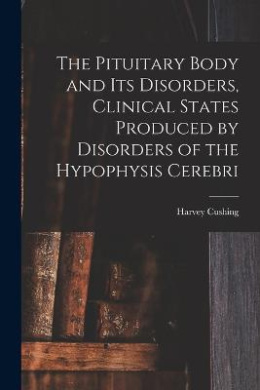 The Pituitary Body
and Its Disorders,
Clinical States
Produced by
Disorders of the
Hypophysis Cerebri
Harvey Cushing